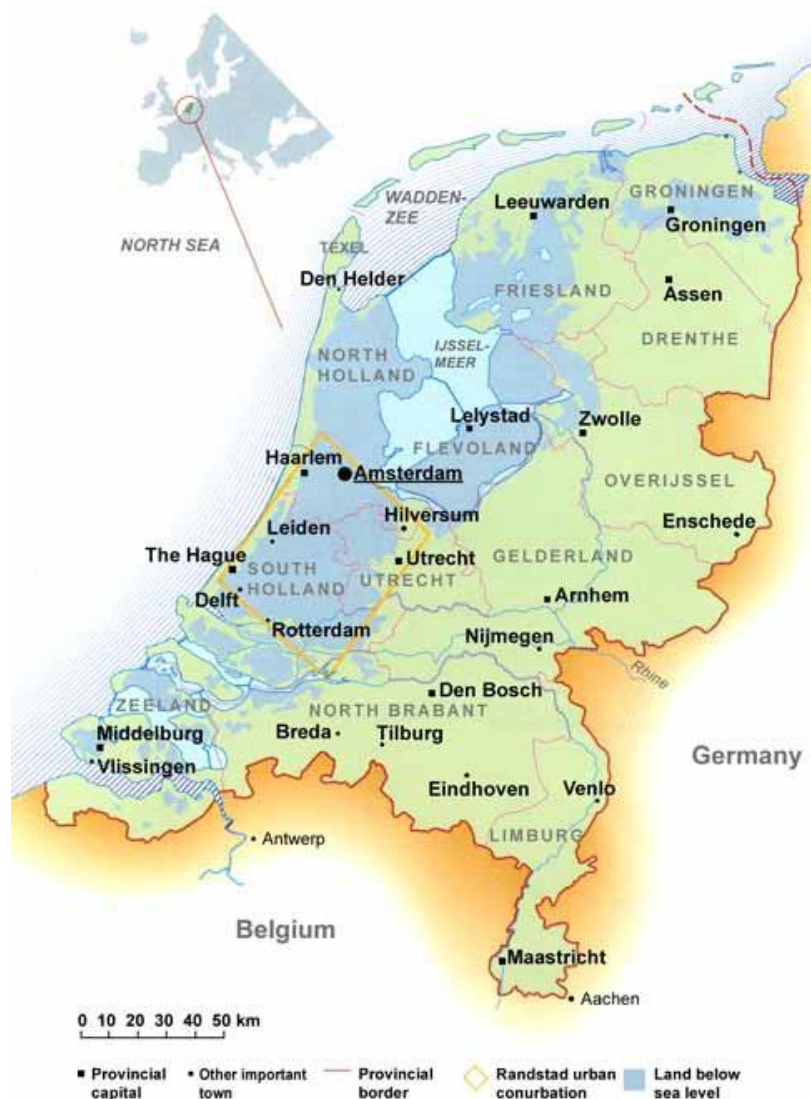 WADDEN-
ZEE
NORTH SEA
TEXEL
Den Helder
Leeuwarden
GRONINGEN
Groningen
FRIESLAND
Assen
DRENTHE
NORTH
HOLLAND
IJSSEL-
MEER
Lelystad
FLEVOLAND
Zwolle
Haarlem
Amsterdam
OVERIJSSEL
Enschede
Leiden
Hilversum
The Hague
SOUTH
HOLLAND
Utrecht
UTRECHT
GELDERLAND
Delft
Arnhem
Rotterdam
Nijmegen
Rhine
ZEELAND
Den Bosch
NORTH BRABANT
Middelburg
Breda
Tilburg
Vlissingen
Eindhoven
Venlo
Germany
LIMBURG
Antwerp
Belgium
Maastricht
Aachen
0 10 20 30 40 50 km
Provincial
capital
Other important
town
Provincial
border
Randstad urban
conurbation
Land below
sea level